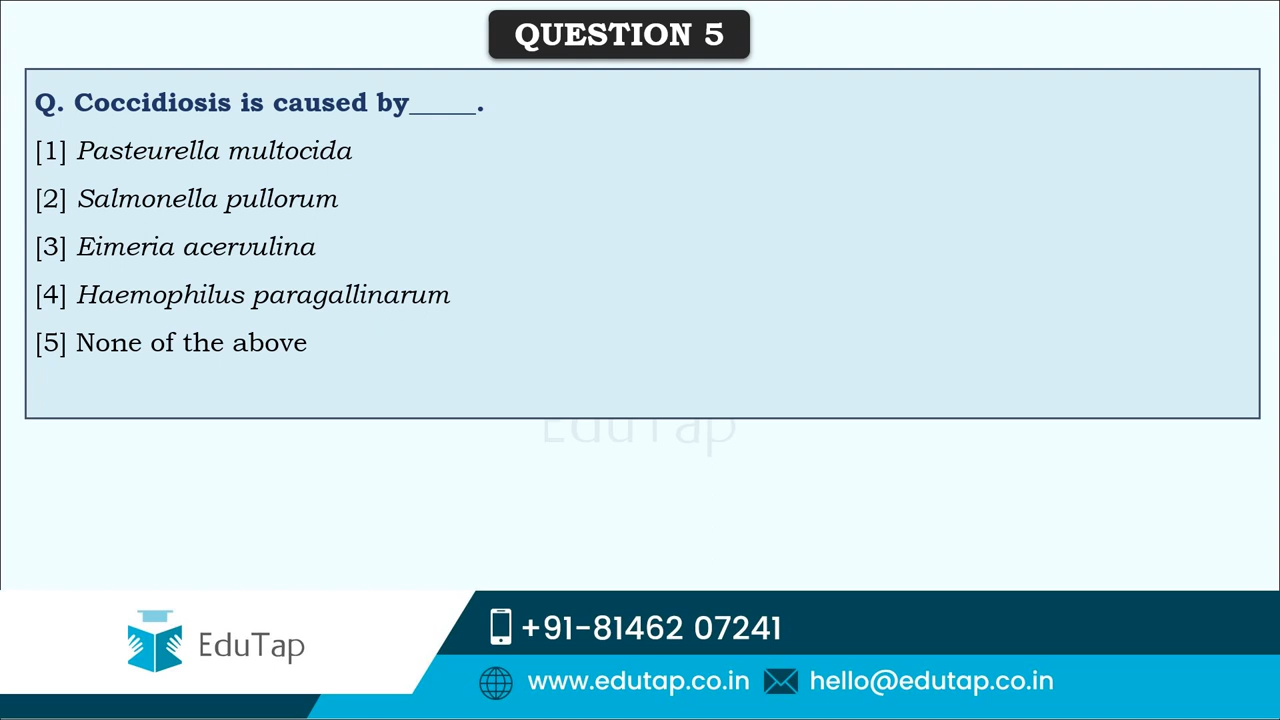 QUESTION 5
Q. Coccidiosis is caused by_____.
[1] Pasteurella multocida
[2] Salmonella pullorum
[3] Eimeria acervulina
[4] Haemophilus paragallinarum
[5] None of the above
EduTap
EduTap
+91-81462 07241
www.edutap.co.in hello@edutap.co.in